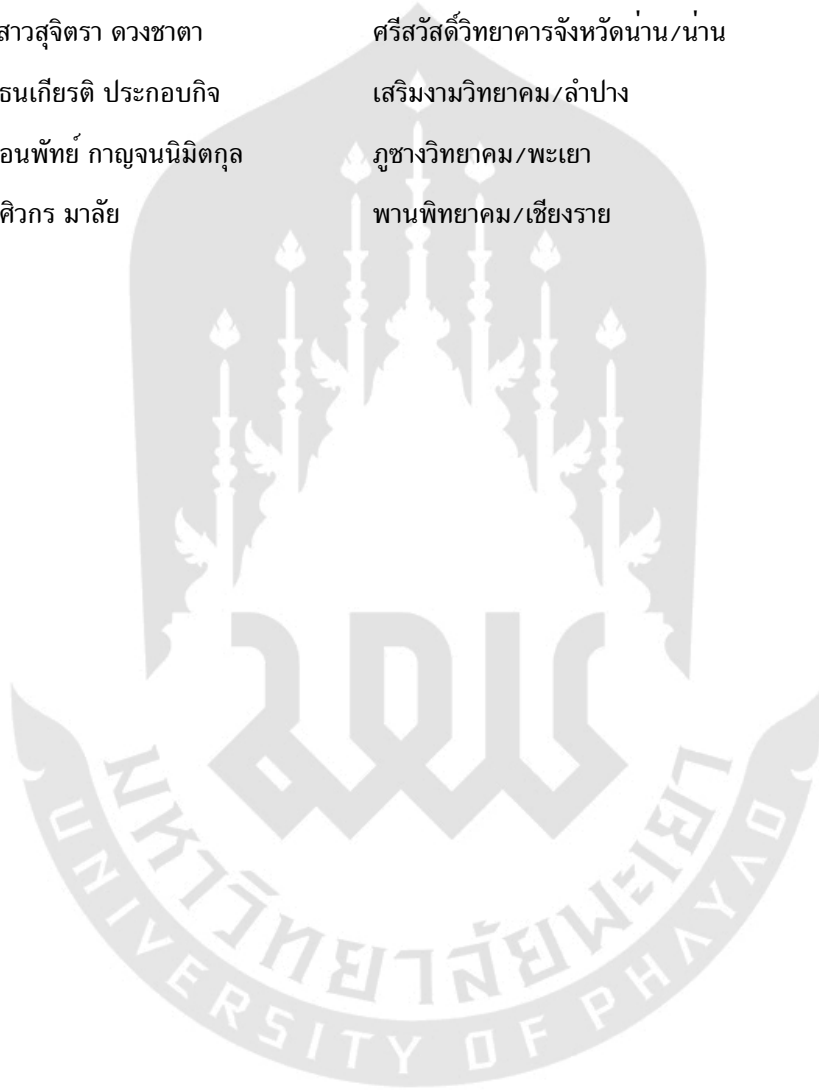 สาวสุจิตรา ดวงชาตา ศรีสวัสดิ์วิทยาคารจังหวัดน่าน/น่าน
ธนเกียรติ ประกอบกิจ เสริมงามวิทยาคม/ลำปาง
อนพัทย์ กาญจนนิมิตกุล ภูซางวิทยาคม/พะเยา
ศิวกร มาลัย พานพิทยาคม/เชียงราย
มพ
มหาวิทยาลัยพะเยา
UNIVERSITY OF PHAYAO